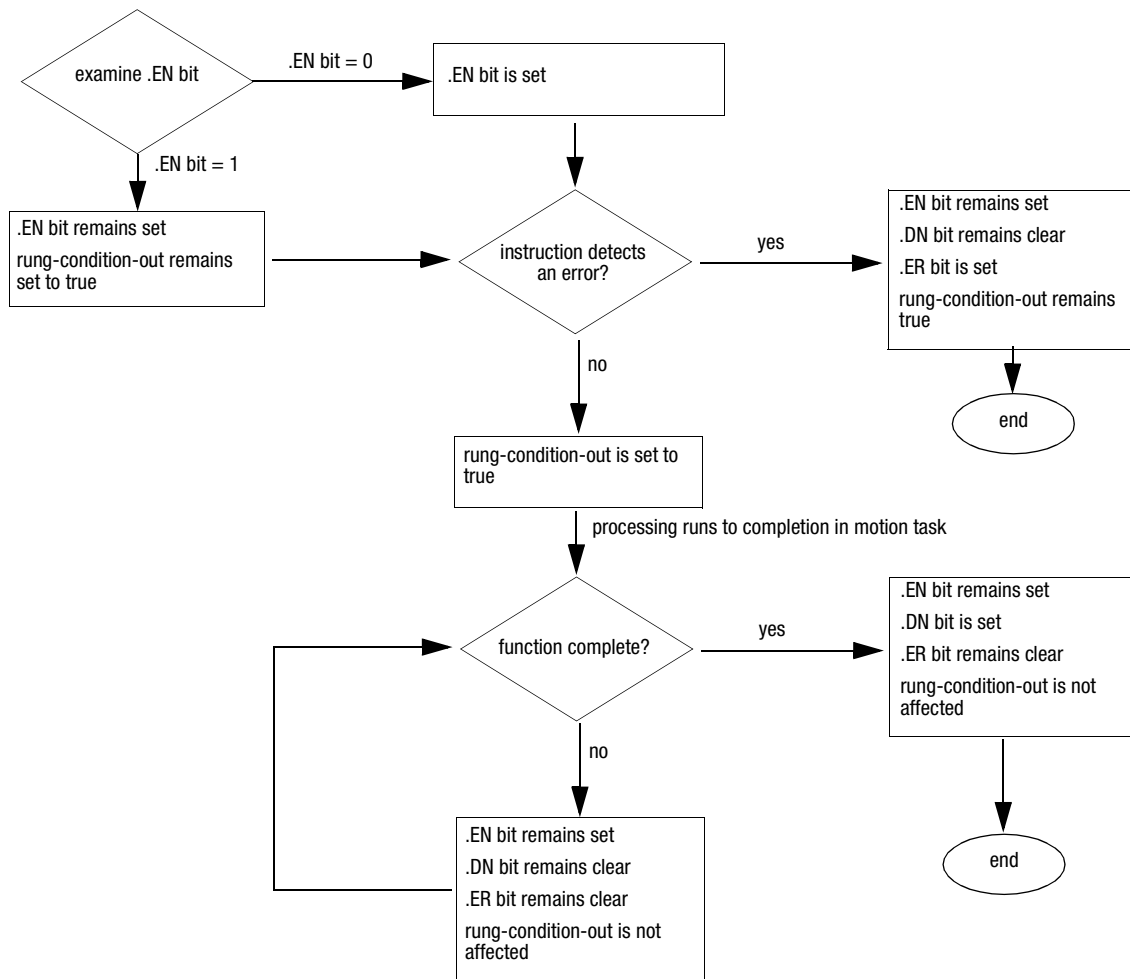 examine .EN bit
.EN bit = 0
.EN bit is set
.EN bit = 1
.EN bit remains set
rung-condition-out remains
set to true
instruction detects
an error?
yes
.EN bit remains set
.DN bit remains clear
.ER bit is set
rung-condition-out remains
true
end
no
rung-condition-out is set to
true
processing runs to completion in motion task
function complete?
yes
.EN bit remains set
.DN bit is set
.ER bit remains clear
rung-condition-out is not
affected
end
no
.EN bit remains set
.DN bit remains clear
.ER bit remains clear
rung-condition-out is not
affected